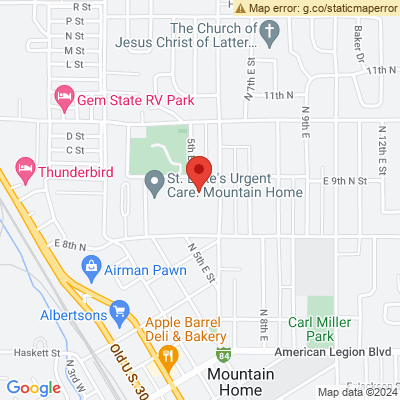 Map error: g.co/staticmaperror
R St
P St
N St
M St
L St
The Church of
Jesus Christ of Latter...
N 7th E St
Baker Dr
11th N
11th N
Gem State RV Park
N 9th E
N 12th E St
D St
C St
5th E
Thunderbird
St. Luke's Urgent
Care: Mountain Home
E 9th N St
E 8th N
N 5th E St
Airman Pawn
Albertsons
Apple Barrel
Deli & Bakery
N 8th E
Carl Miller
Park
Old U.S. 30
84
American Legion Blvd
Haskett St
N 3rd W
Mountain
Home
Google
Map data ©2024